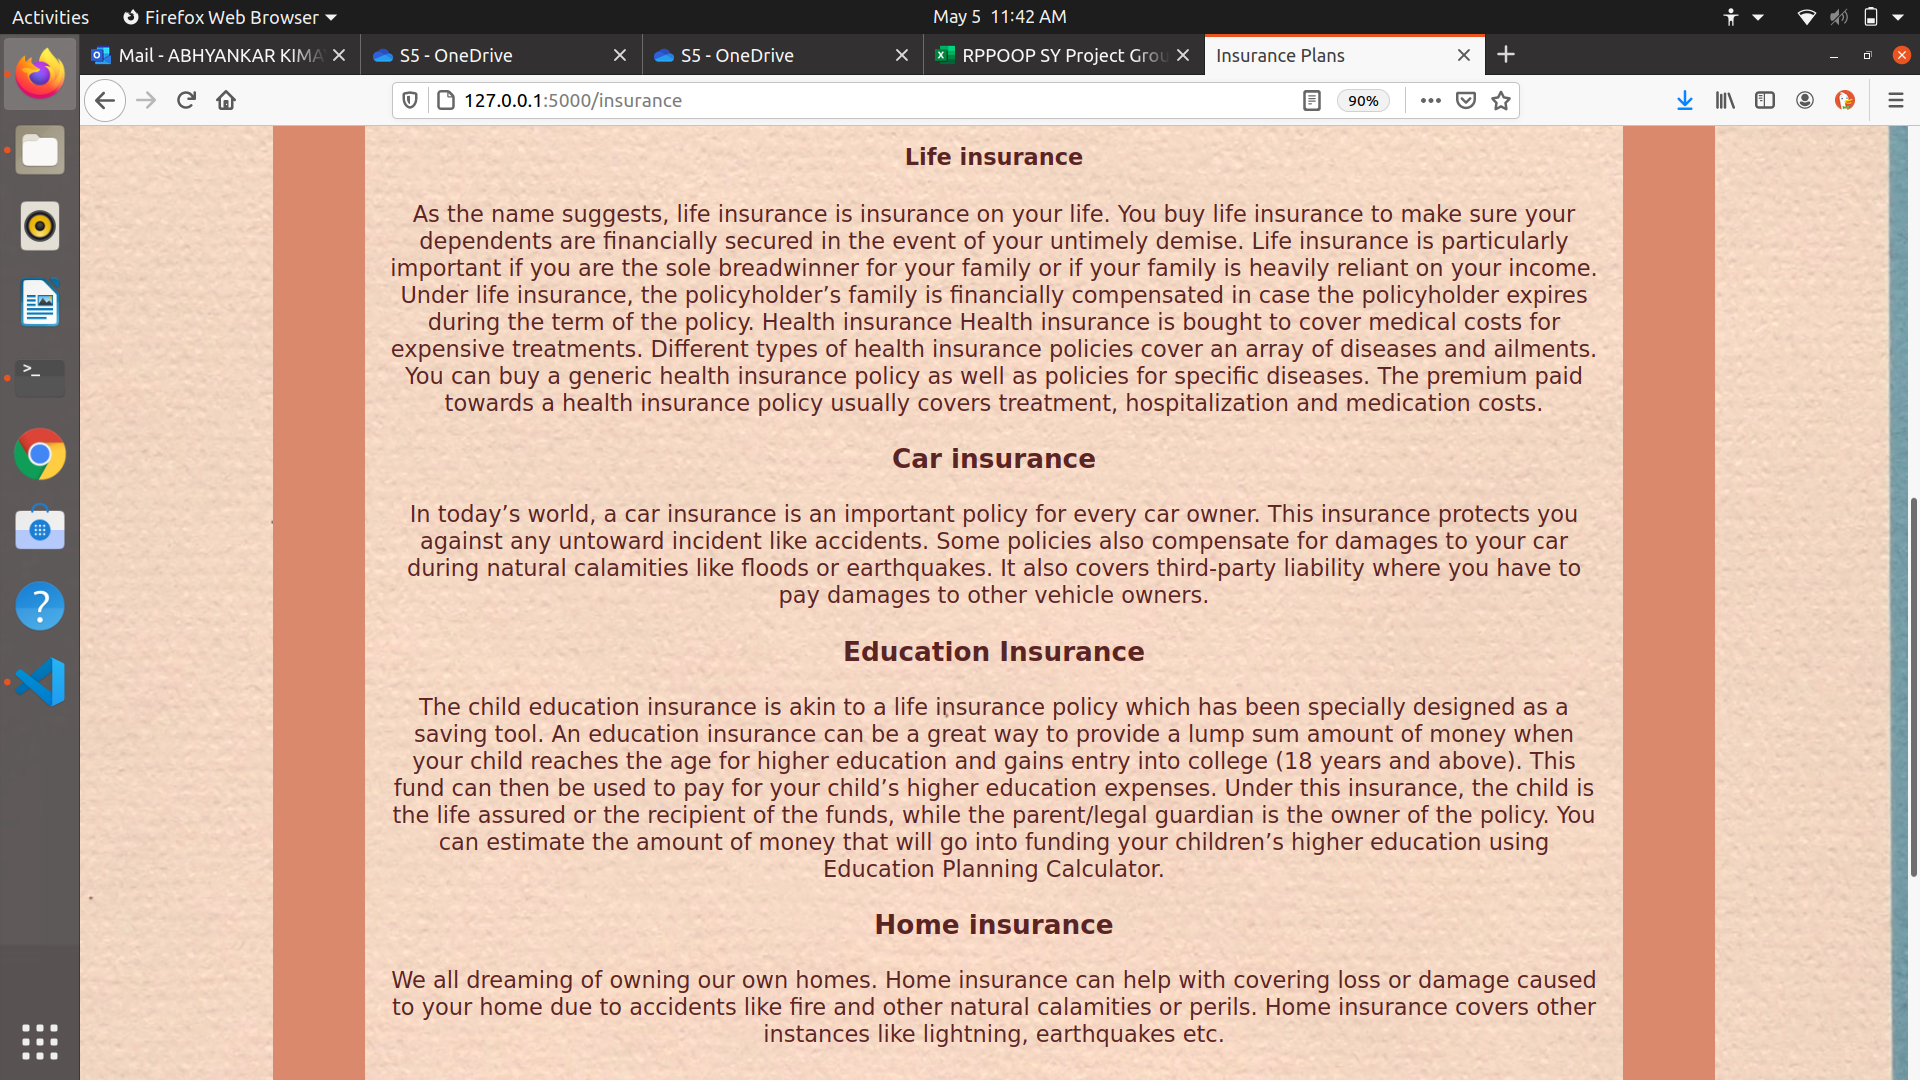 Activities
Firefox Web Browser
May 5 11:42 AM
Mail - ABHYANKAR KIMA
S5 - OneDrive
S5 - OneDrive
RPPOOP SY Project Grou
Insurance Plans
127.0.0.1:5000/insurance
90%
Life insurance
As the name suggests, life insurance is insurance on your life. You buy life insurance to make sure your
dependents are financially secured in the event of your untimely demise. Life insurance is particularly
important if you are the sole breadwinner for your family or if your family is heavily reliant on your income.
Under life insurance, the policyholder’s family is financially compensated in case the policyholder expires
during the term of the policy. Health insurance Health insurance is bought to cover medical costs for
expensive treatments. Different types of health insurance policies cover an array of diseases and ailments.
You can buy a generic health insurance policy as well as policies for specific diseases. The premium paid
towards a health insurance policy usually covers treatment, hospitalization and medication costs.
Car insurance
In today’s world, a car insurance is an important policy for every car owner. This insurance protects you
against any untoward incident like accidents. Some policies also compensate for damages to your car
during natural calamities like floods or earthquakes. It also covers third-party liability where you have to
pay damages to other vehicle owners.
Education Insurance
The child education insurance is akin to a life insurance policy which has been specially designed as a
saving tool. An education insurance can be a great way to provide a lump sum amount of money when
your child reaches the age for higher education and gains entry into college (18 years and above). This
fund can then be used to pay for your child’s higher education expenses. Under this insurance, the child is
the life assured or the recipient of the funds, while the parent/legal guardian is the owner of the policy. You
can estimate the amount of money that will go into funding your children’s higher education using
Education Planning Calculator.
Home insurance
We all dreaming of owning our own homes. Home insurance can help with covering loss or damage caused
to your home due to accidents like fire and other natural calamities or perils. Home insurance covers other
instances like lightning, earthquakes etc.